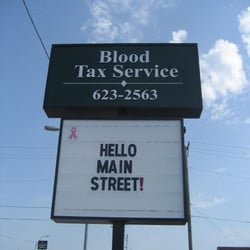 Blood
Tax Service
623-2563
HELLO
MAIN
STREET!